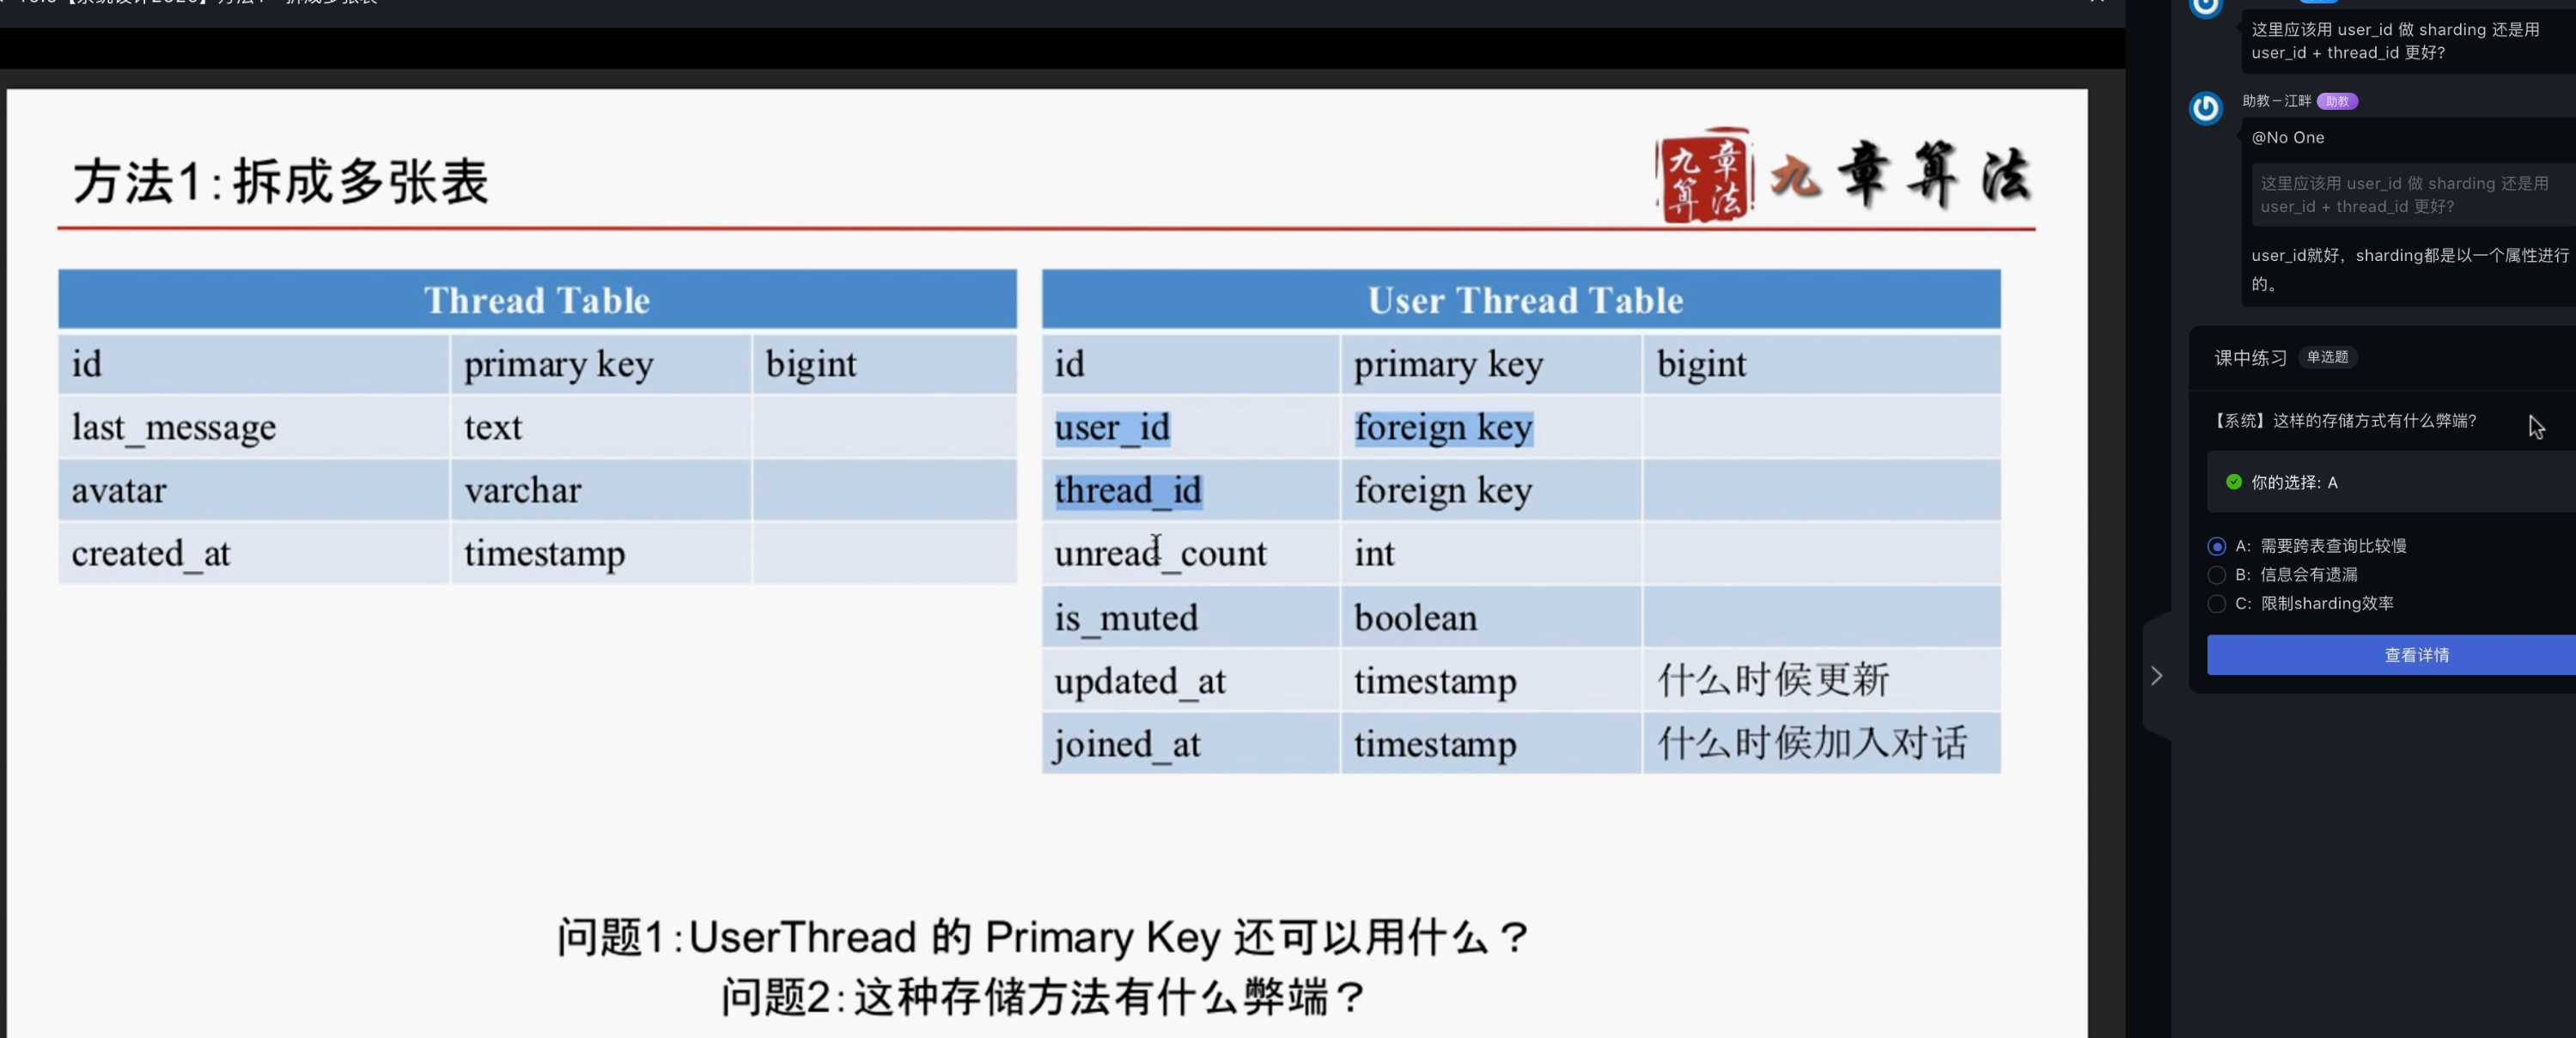 方法1:拆成多张表
九章算法
九章算法
Thread Table
id primary key bigint
last_message text
avatar varchar
created_at timestamp
User Thread Table
id primary key bigint
user_id foreign key
thread_id foreign key
unread_count int
is_muted boolean
updated_at timestamp 什么时候更新
joined_at timestamp 什么时候加入对话
问题1:UserThread 的 Primary Key 还可以用什么？
问题2:这种存储方法有什么弊端？
这里应该用 user_id 做 sharding 还是用
user_id + thread_id 更好?
助教－江畔 助教
@No One
这里应该用 user_id 做 sharding 还是用
user_id + thread_id 更好?
user_id就好，sharding都是以一个属性进行
的。
课中练习 单选题
【系统】这样的存储方式有什么弊端?
你的选择: A
A: 需要跨表查询比较慢
B: 信息会有遗漏
C: 限制sharding效率
查看详情